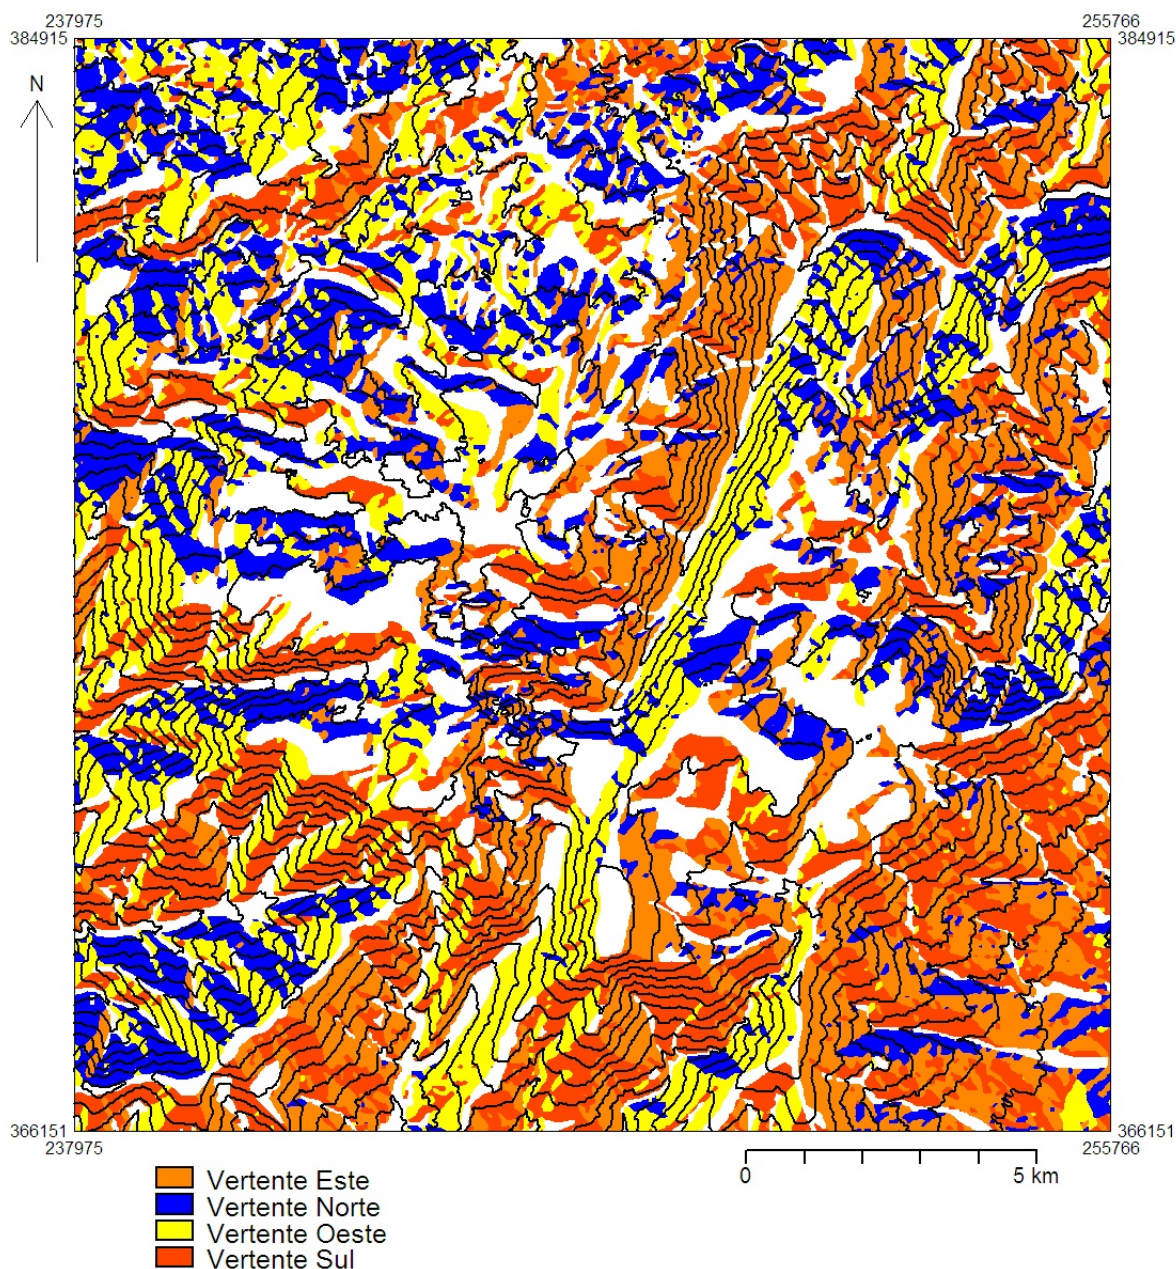 237975 255766
384915 384915
N
366151 366151
237975 255766
0 5 km
Vertente Este
Vertente Norte
Vertente Oeste
Vertente Sul